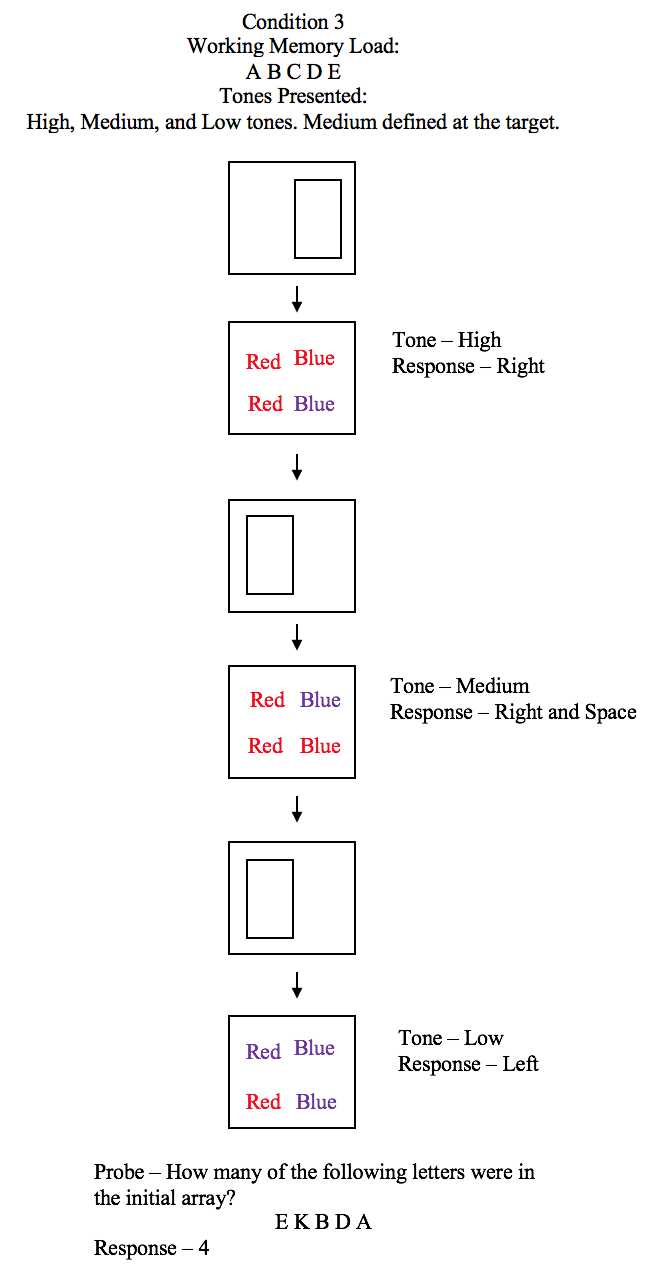 Condition 3
Working Memory Load:
A B C D E
Tones Presented:
High, Medium, and Low tones. Medium defined at the target.
Red Blue
Red Blue
Tone – High
Response – Right
Red Blue
Red Blue
Tone – Medium
Response – Right and Space
Red Blue
Red Blue
Tone – Low
Response – Left
Probe – How many of the following letters were in
the initial array?
E K B D A
Response – 4